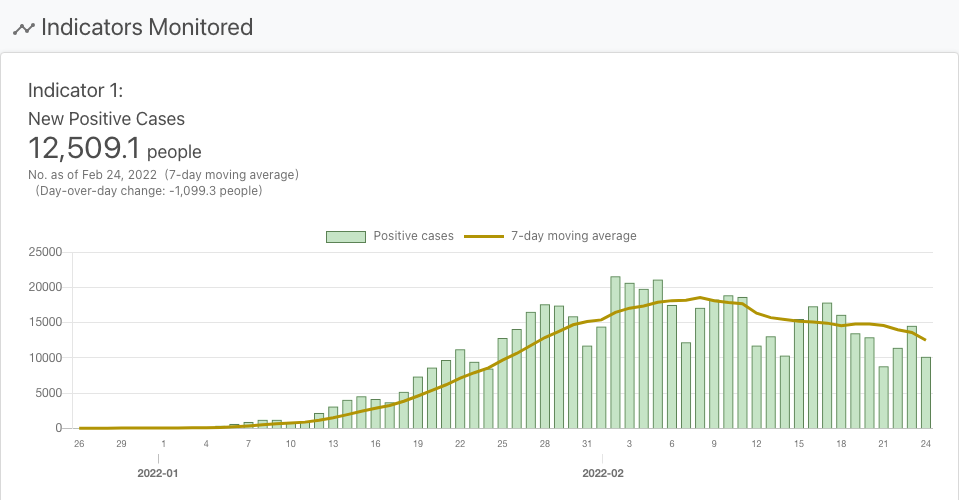 Indicators Monitored
Indicator 1:
New Positive Cases
12,509.1 people
No. as of Feb 24, 2022 (7-day moving average)
(Day-over-day change: -1,099.3 people)
Positive cases 7-day moving average
25000
20000
15000
10000
5000
0
26 29 1 4 7 10 13 16 19 22 25 28 31 3 6 9 12 15 18 21 24
2022-01 2022-02